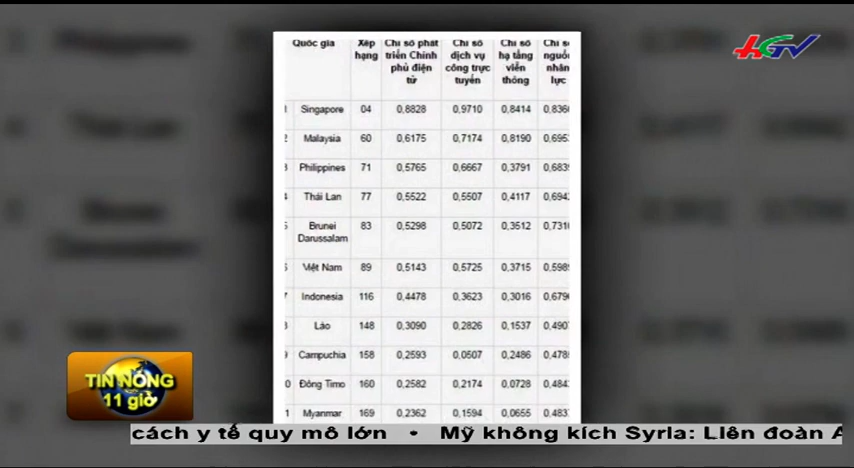 Quốc gia Xếp hạng Chỉ số phát triển Chính phủ điện tử Chỉ số dịch vụ công trực tuyến Chỉ số hạ tầng viễn thông nhân lực
Singapore 04 0,8828 0,9710 0,8414
Malaysia 60 0,6175 0,7174 0,8190
Philippines 71 0,5765 0,6667 0,3791
Thái Lan 77 0,5522 0,5507 0,4117
Brunei Darussalam 83 0,5298 0,5072 0,3512
Việt Nam 89 0,5143 0,5725 0,3715
Indonesia 116 0,4478 0,3623 0,3016
Lào 148 0,3090 0,2826 0,1537
Campuchia 158 0,2593 0,0507 0,2486
Đông Timo 160 0,2582 0,2174 0,0728
Myanmar 169 0,2362 0,1594 0,0655
HGTV
TIN NÓNG
11 giờ
cách y tế quy mô lớn • Mỹ không kích Syria: Liên đoàn